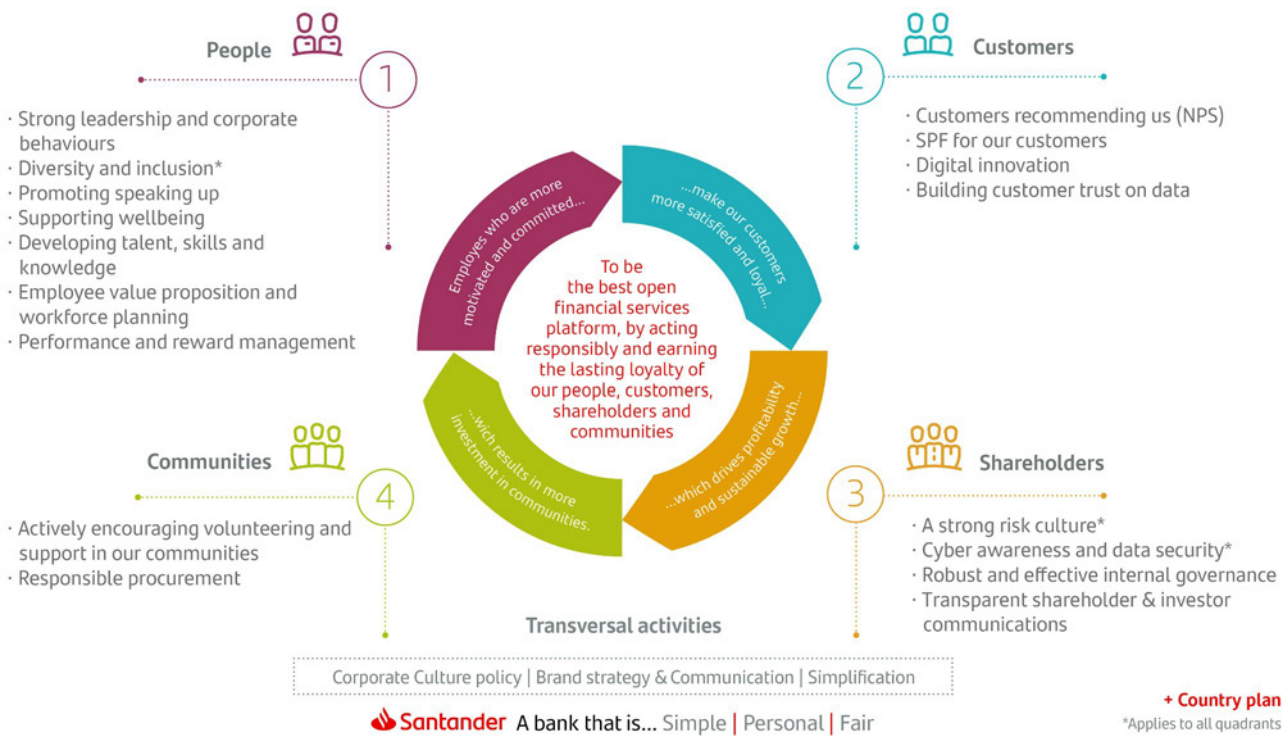 People
1
· Strong leadership and corporate
behaviours
· Diversity and inclusion*
· Promoting speaking up
· Supporting wellbeing
· Developing talent, skills and
knowledge
· Employee value proposition and
workforce planning
· Performance and reward management
2
Customers
· Customers recommending us (NPS)
· SPF for our customers
· Digital innovation
· Building customer trust on data
Employes who are more
motivated and committed...
...make our customers
more satisfied and loyal...
...which drives profitability
and sustainable growth...
...wich results in more
investment in communities.
To be
the best open
financial services
platform, by acting
responsibly and earning
the lasting loyalty of
our people, customers,
shareholders and
communities
Communities
4
· Actively encouraging volunteering and
support in our communities
· Responsible procurement
3
Shareholders
· A strong risk culture*
· Cyber awareness and data security*
· Robust and effective internal governance
· Transparent shareholder & investor
communications
Transversal activities
Corporate Culture policy | Brand strategy & Communication | Simplification
Santander A bank that is... Simple | Personal | Fair
+ Country plan
*Applies to all quadrants